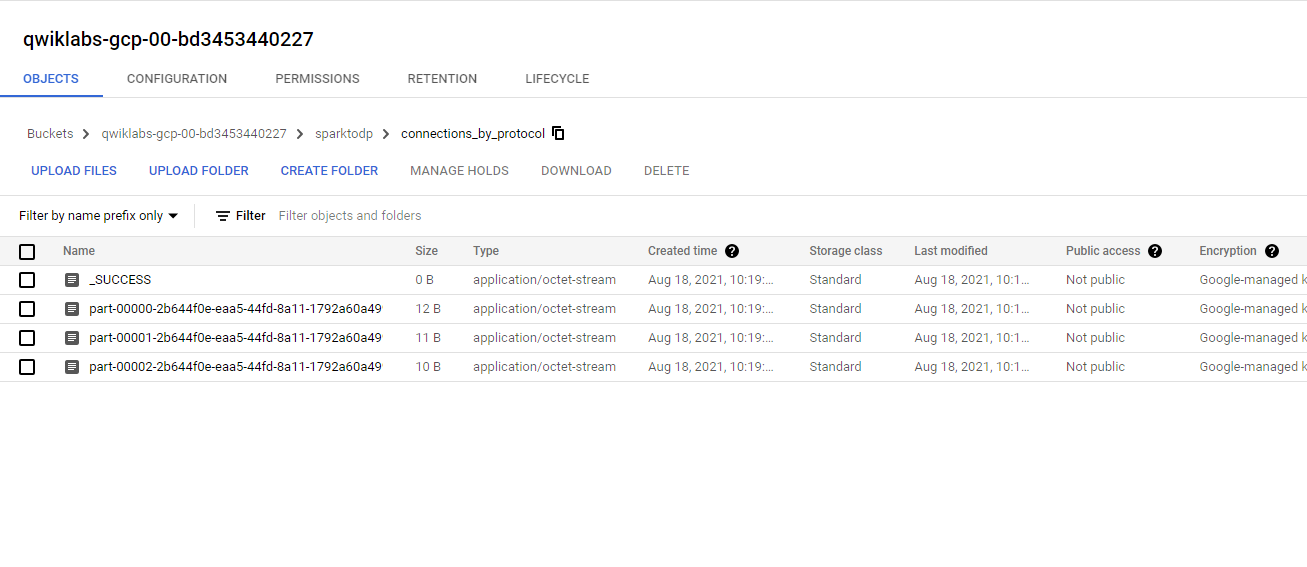 qwiklabs-gcp-00-bd3453440227
OBJECTS CONFIGURATION PERMISSIONS RETENTION LIFECYCLE
Buckets > qwiklabs-gcp-00-bd3453440227 > sparktodp > connections_by_protocol
UPLOAD FILES UPLOAD FOLDER CREATE FOLDER MANAGE HOLDS DOWNLOAD DELETE
Filter by name prefix only Filter Filter objects and folders
Name Size Type Created time ? Storage class Last modified Public access ? Encryption ?
_SUCCESS 0 B application/octet-stream Aug 18, 2021, 10:19:... Standard Aug 18, 2021, 10:1... Not public Google-managed k
part-00000-2b644f0e-eaa5-44fd-8a11-1792a60a49 12 B application/octet-stream Aug 18, 2021, 10:19:... Standard Aug 18, 2021, 10:1... Not public Google-managed k
part-00001-2b644f0e-eaa5-44fd-8a11-1792a60a49 11 B application/octet-stream Aug 18, 2021, 10:19:... Standard Aug 18, 2021, 10:1... Not public Google-managed k
part-00002-2b644f0e-eaa5-44fd-8a11-1792a60a49 10 B application/octet-stream Aug 18, 2021, 10:19:... Standard Aug 18, 2021, 10:1... Not public Google-managed k